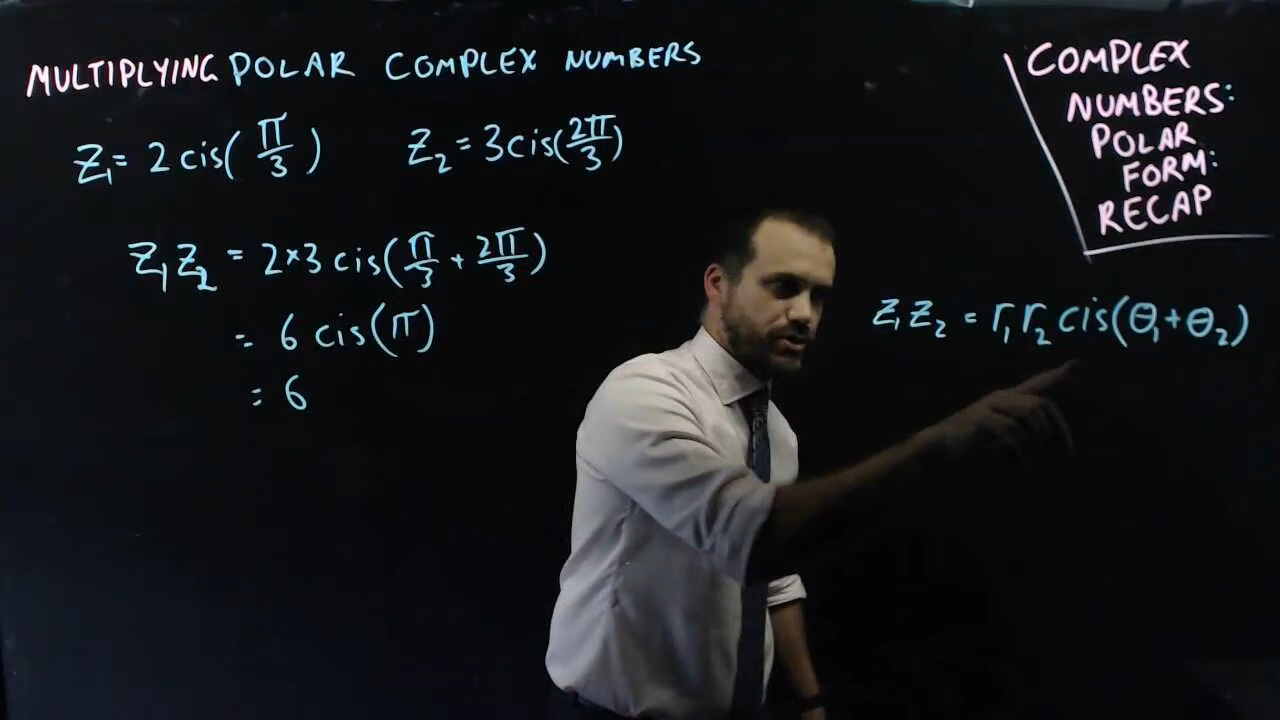 MULTIPLYING POLAR COMPLEX NUMBERS
Z₁ = 2 cis(π/3) Z₂ = 3 cis(2π/3)
Z₁Z₂ = 2×3 cis(π/3 + 2π/3)
= 6 cis(π)
= 6
COMPLEX
NUMBERS:
POLAR
FORM:
RECAP
Z₁Z₂ = r₁r₂ cis(θ₁+θ₂)